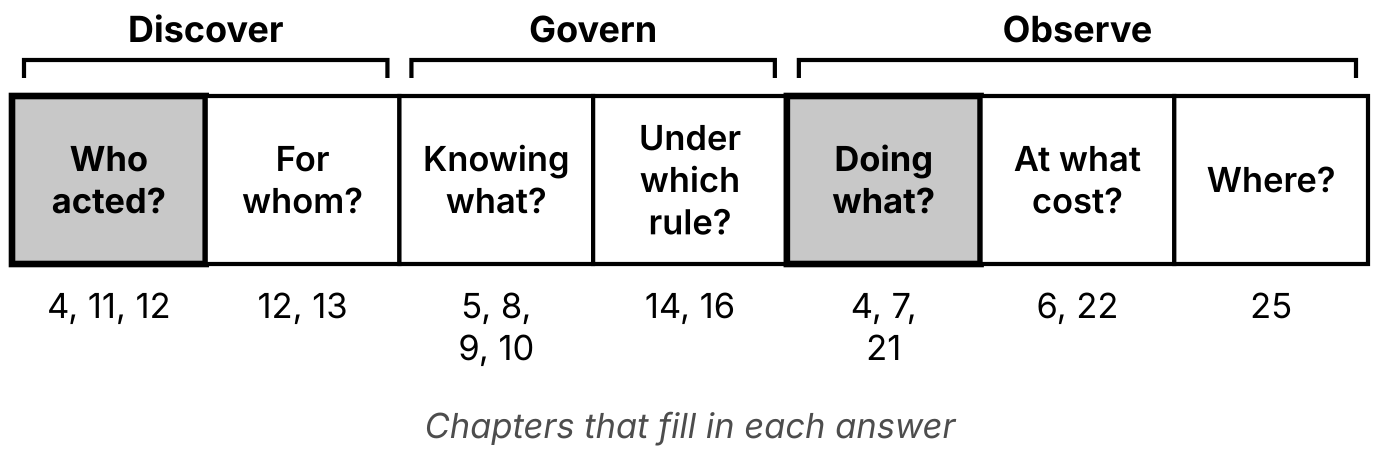 Discover
Govern
Observe
Who
acted?
For
whom?
Knowing
what?
Under
which
rule?
Doing
what?
At what
cost?
Where?
4, 11, 12
12, 13
5, 8,
9, 10
14, 16
4, 7,
21
6, 22
25
Chapters that fill in each answer